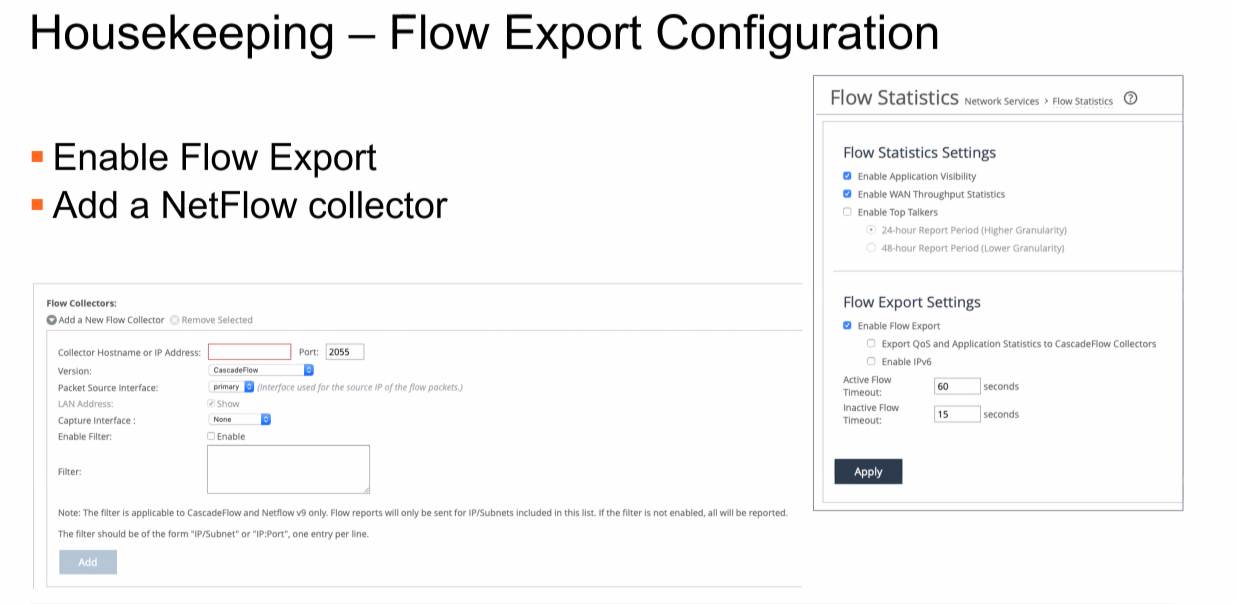 Housekeeping – Flow Export Configuration
Enable Flow Export
Add a NetFlow collector
Flow Collectors:
Add a New Flow Collector Remove Selected
Collector Hostname or IP Address: Port: 2055
Version: CascadeFlow
Packet Source Interface: primary (Interface used for the source IP of the flow packets.)
LAN Address: Show
Capture Interface : None
Enable Filter: Enable
Filter:
Note: The filter is applicable to CascadeFlow and Netflow v9 only. Flow reports will only be sent for IP/Subnets included in this list. If the filter is not enabled, all will be reported.
The filter should be of the form "IP/Subnet" or "IP:Port", one entry per line.
Add
Flow Statistics Network Services › Flow Statistics ?
Flow Statistics Settings
Enable Application Visibility
Enable WAN Throughput Statistics
Enable Top Talkers
24-hour Report Period (Higher Granularity)
48-hour Report Period (Lower Granularity)
Flow Export Settings
Enable Flow Export
Export QoS and Application Statistics to CascadeFlow Collectors
Enable IPv6
Active Flow
Timeout: 60 seconds
Inactive Flow
Timeout: 15 seconds
Apply